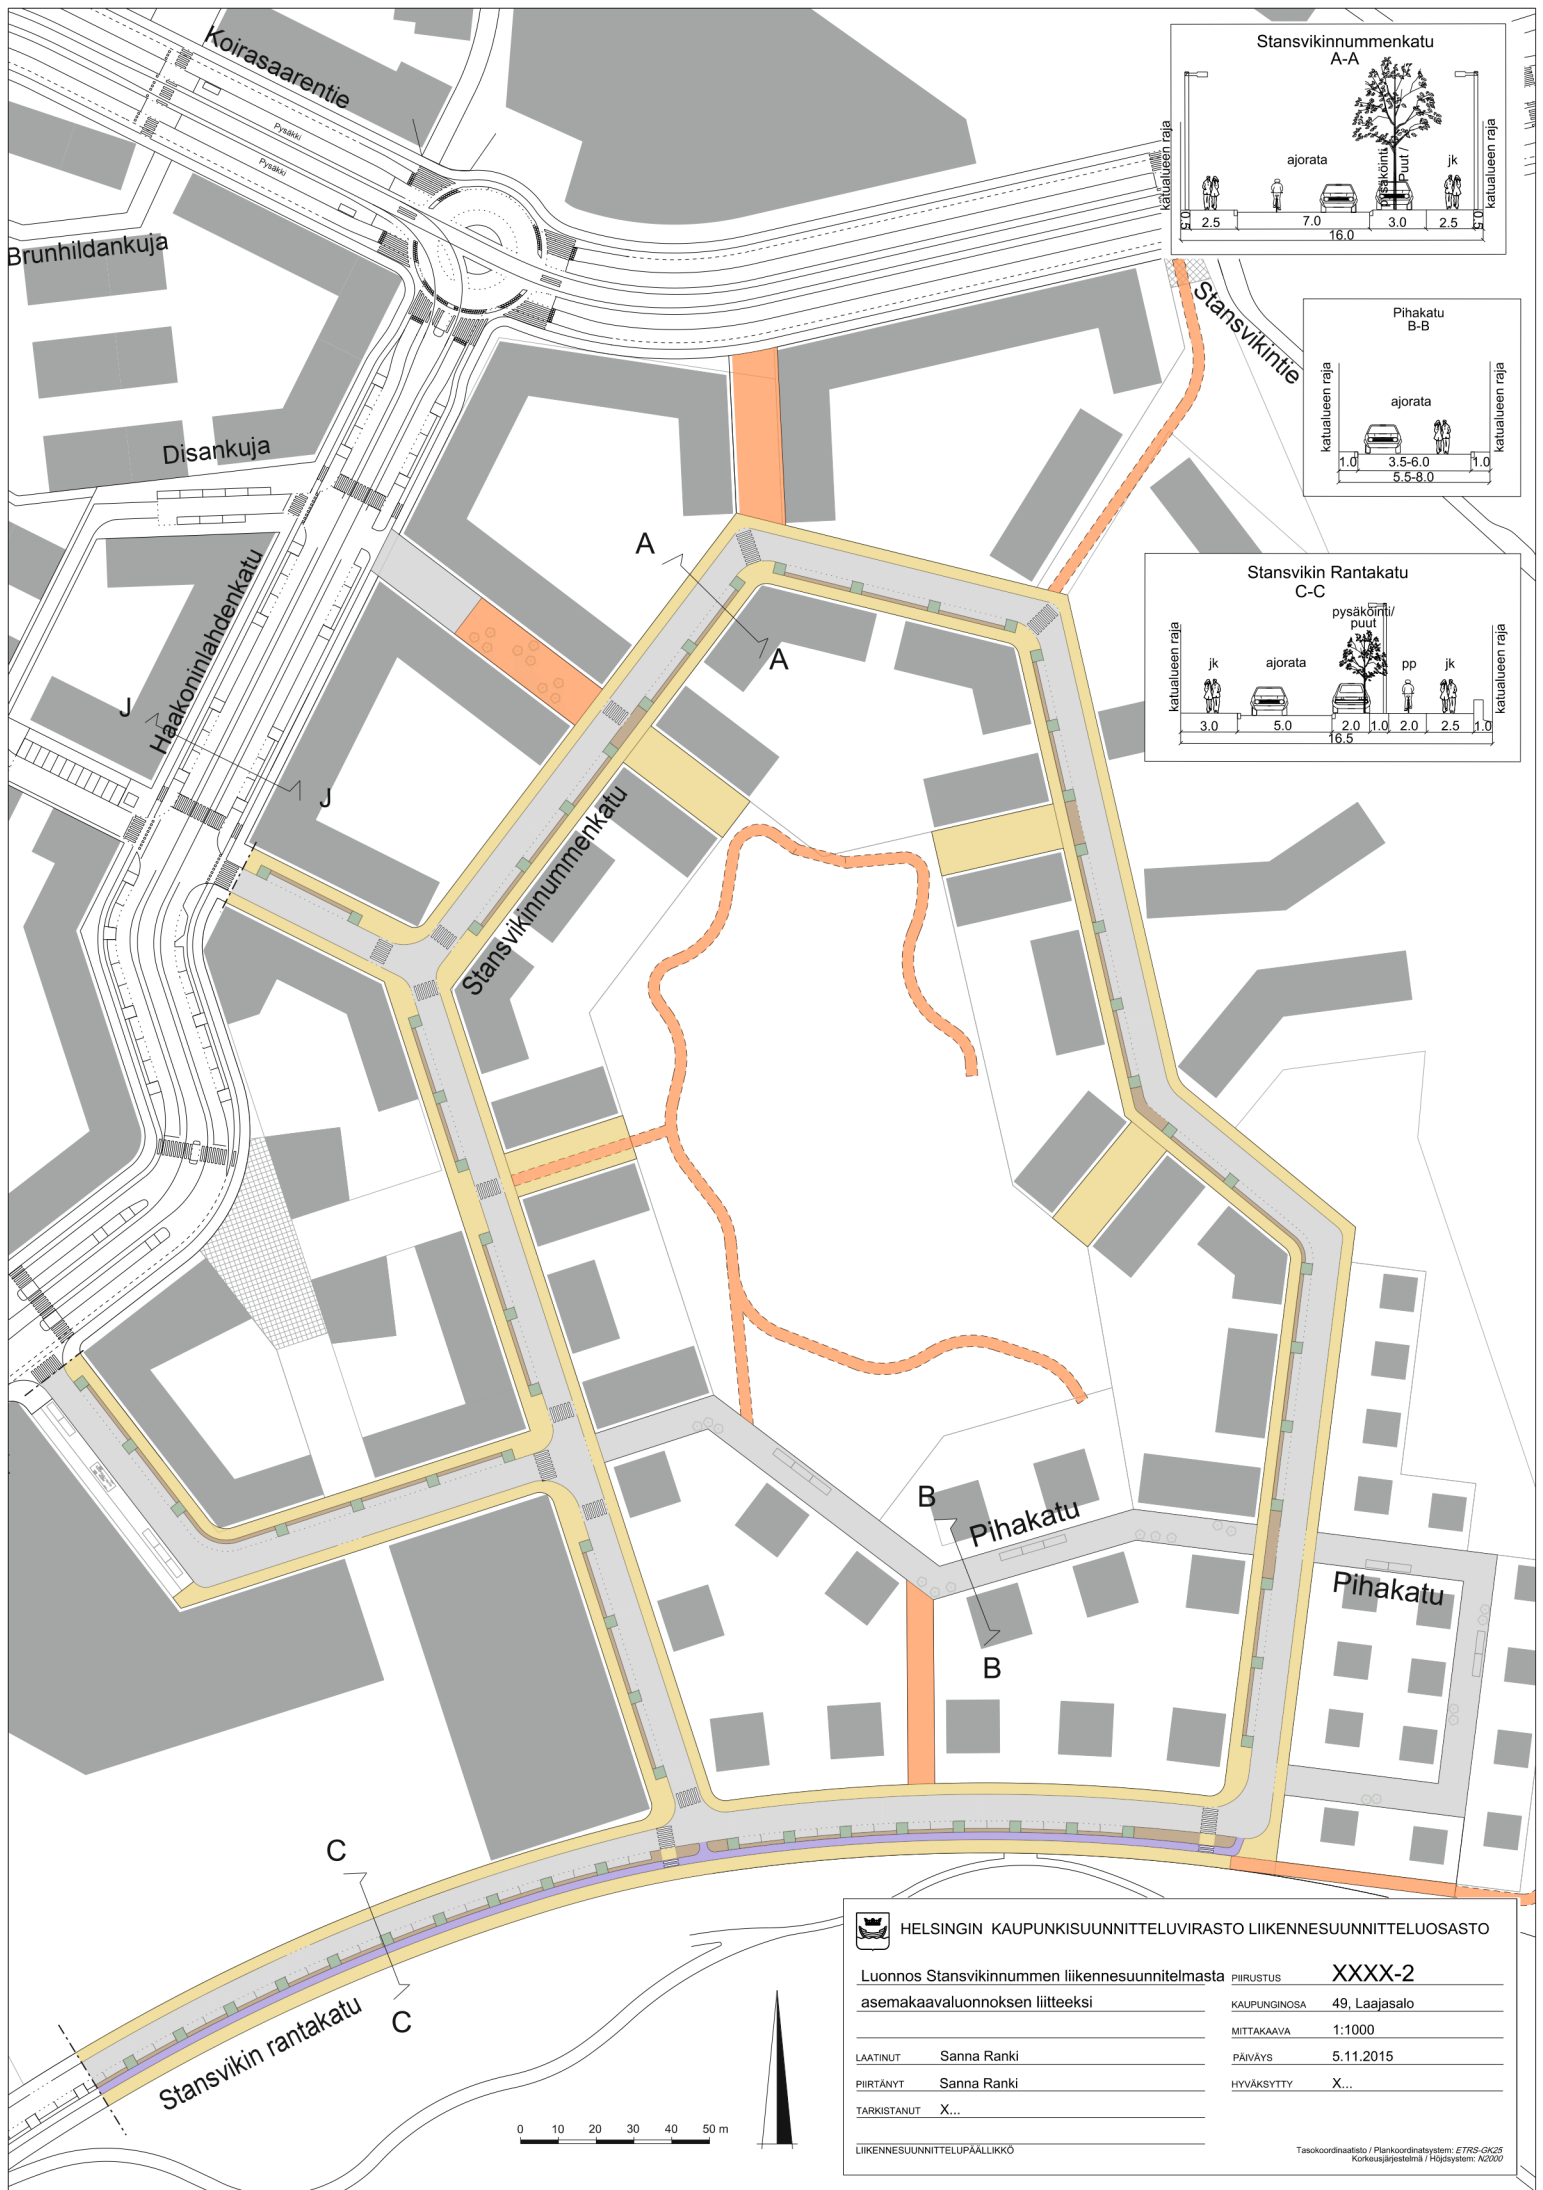 Koirasaarentie
Pysäkki
Pysäkki
Brunhildankuja
Disankuja
Haakoninlahdenkatu
Stansvikintie
A
A
J
J
Stansvikinnummenkatu
B
B
Pihakatu
Pihakatu
C
C
Stansvikin rantakatu
Stansvikinnummenkatu
A-A
katualueen raja
ajorata
Pysäköinti /
Puut /
jk
katualueen raja
0.5
2.5
7.0
3.0
2.5
0.5
16.0
Pihakatu
B-B
katualueen raja
ajorata
katualueen raja
1.0
3.5-6.0
1.0
5.5-8.0
Stansvikin Rantakatu
C-C
pysäköinti/
puut
katualueen raja
jk
ajorata
pp
jk
katualueen raja
3.0
5.0
2.0
1.0
2.0
2.5
1.0
16.5
0 10 20 30 40 50 m
HELSINGIN KAUPUNKISUUNNITTELUVIRASTO LIIKENNESUUNNITTELUOSASTO
Luonnos Stansvikinnummen liikennesuunnitelmasta
asemakaavaluonnoksen liitteeksi
PIIRUSTUS XXXX-2
KAUPUNGINOSA 49, Laajasalo
MITTAKAAVA 1:1000
LAATINUT Sanna Ranki
PÄIVÄYS 5.11.2015
PIIRTÄNYT Sanna Ranki
HYVÄKSYTTY X...
TARKISTANUT X...
LIIKENNESUUNNITTELUPÄÄLLIKKÖ
Tasokoordinaatisto / Plankoordinatsystem: ETRS-GK25
Korkeusjärjestelmä / Höjdsystem: N2000